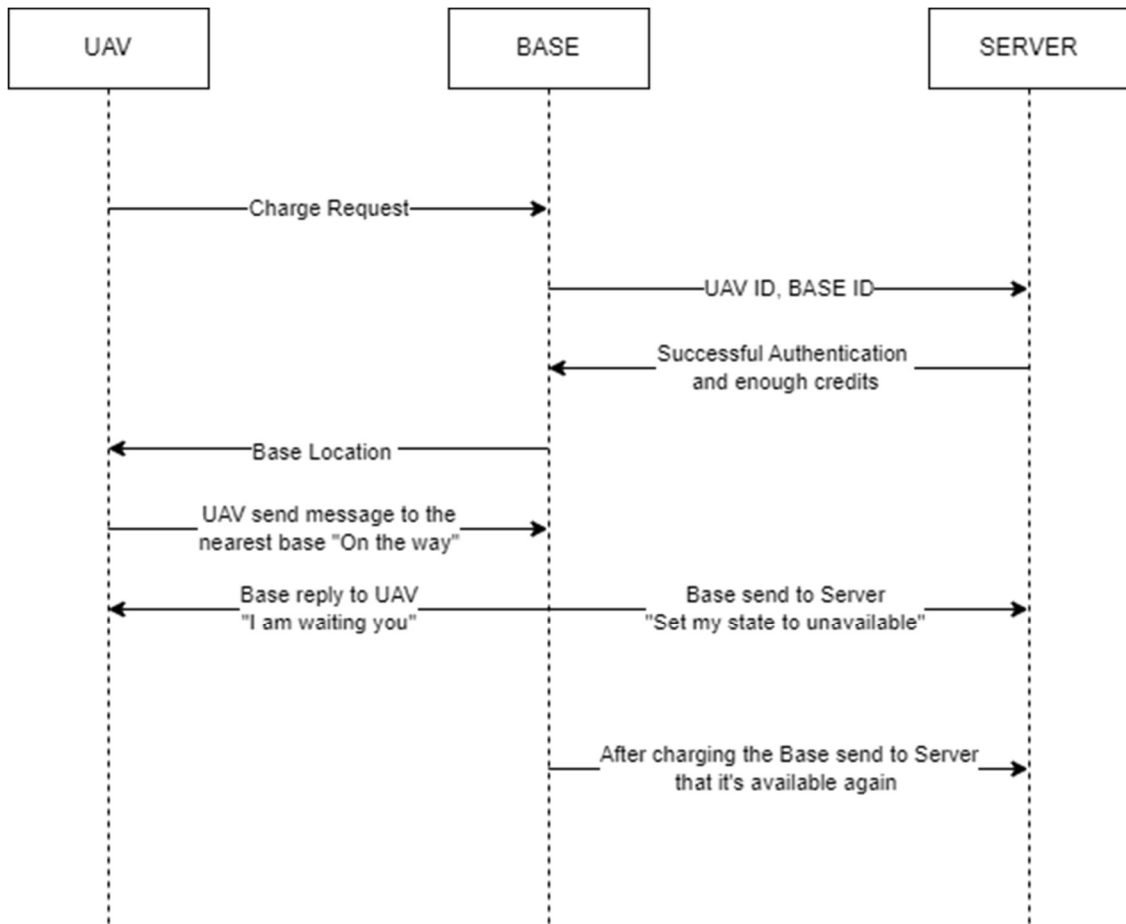 UAV
BASE
SERVER
Charge Request
UAV ID, BASE ID
Successful Authentication
and enough credits
Base Location
UAV send message to the
nearest base "On the way"
Base reply to UAV
"I am waiting you"
Base send to Server
"Set my state to unavailable"
After charging the Base send to Server
that it's available again